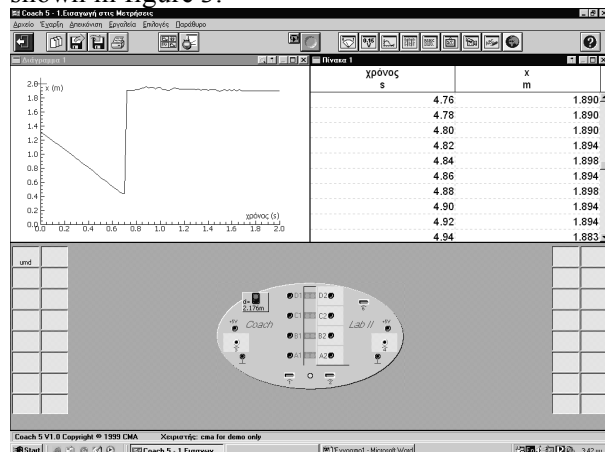 shown in figure 3.
Coach 5 - 1.Εισαγωγή στις Μετρήσεις
Αρχείο Έναρξη Απεικόνιση Εργαλεία Επιλογές Παράθυρο
Διάγραμμα 1
Πίνακα 1
x (m)
2.0
1.8
1.6
1.4
1.2
1.0
0.8
0.6
0.4
0.2
0.0
χρόνος (s)
0.0 0.2 0.4 0.6 0.8 1.0 1.2 1.4 1.6 1.8 2.0
χρόνος x
s m
4.76 1.890
4.78 1.890
4.80 1.890
4.82 1.894
4.84 1.898
4.86 1.894
4.88 1.898
4.90 1.894
4.92 1.894
4.94 1.883
umd
d=
2.176m
Coach
Lab II
D1 D2
C1 C2
B1 B2
A1 A2
+5V
Coach 5 V1.0 Copyright © 1999 CMA Χειριστής: cma for demo only
Start
Coach 5 - 1.Εισαγων...
Έγγραφο1 - Microsoft Word
En
3:42 μμ